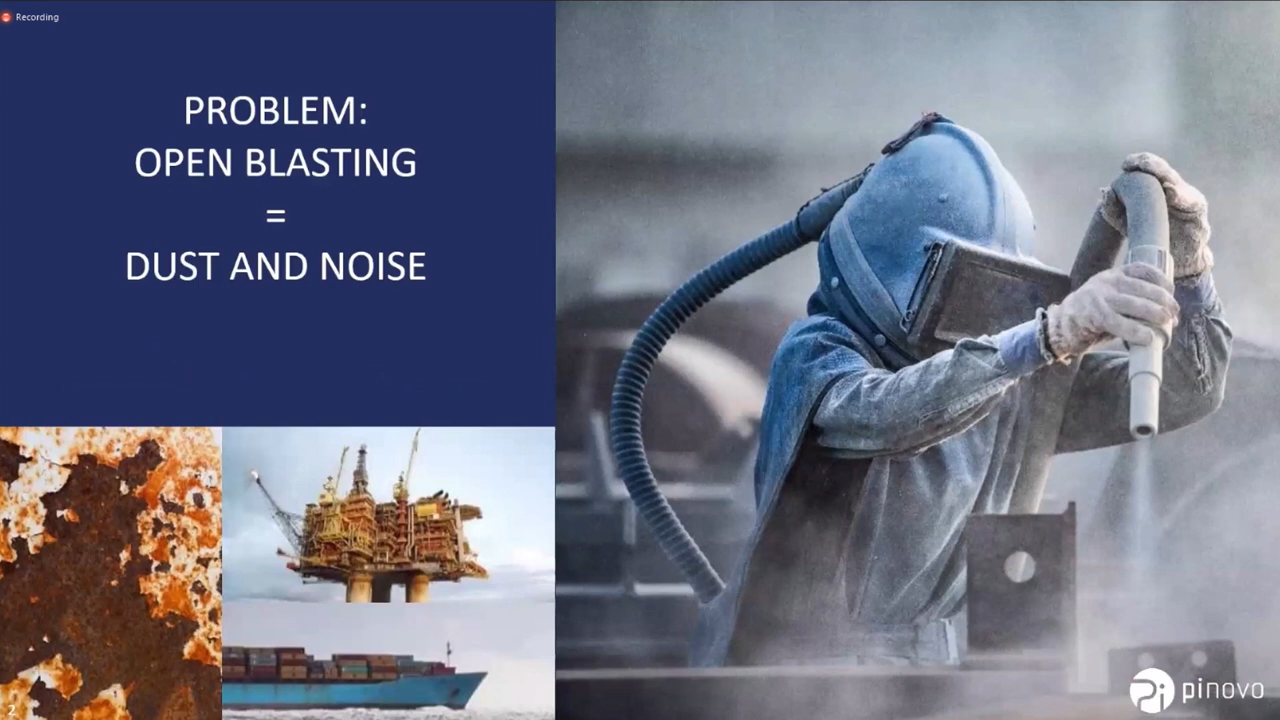 Recording
PROBLEM:
OPEN BLASTING
=
DUST AND NOISE
2
pinovo